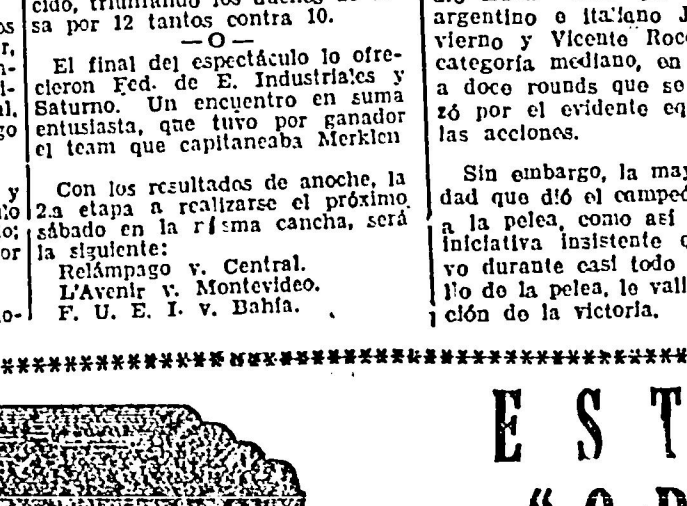 sa por 12 tantos contra 10.
—O—
El final del espectáculo lo ofre-
cieron Fed. de E. Industriales y
Saturno. Un encuentro en suma
entusiasta, que tuvo por ganador
el team que capitaneaba Merklen
Con los resultados de anoche, la
2.a etapa a realizarse el próximo
sábado en la misma cancha, será
la siguiente:
Relámpago v. Central.
L'Avenir v. Montevideo.
F. U. E. I. v. Bahía.
argentino e italiano J
vierno y Vicente Roc
categoría mediano, en
a doce rounds que se
zó por el evidente eq
las acciones.
Sin embargo, la may
dad que dió el campeó
a la pelea, como así
iniciativa insistente q
vo durante casi todo
llo de la pelea, le vali
ción de la victoria.
E S T